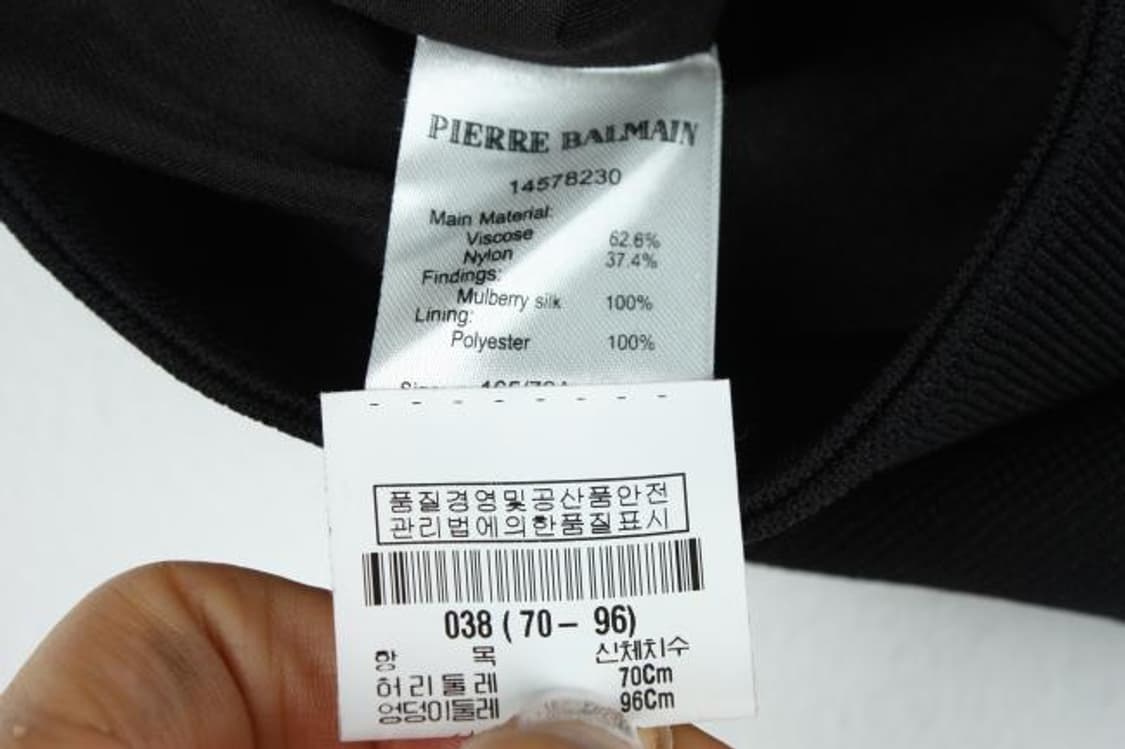 PIERRE BALMAIN
14578230
Main Material:
Viscose 62.6%
Nylon 37.4%
Findings:
Mulberry silk 100%
Lining:
Polyester 100%
품질경영및공산품안전
관리법에의한품질표시
038 ( 70 - 96)
항 목 신체치수
허리둘레 70Cm
엉덩이둘레 96Cm